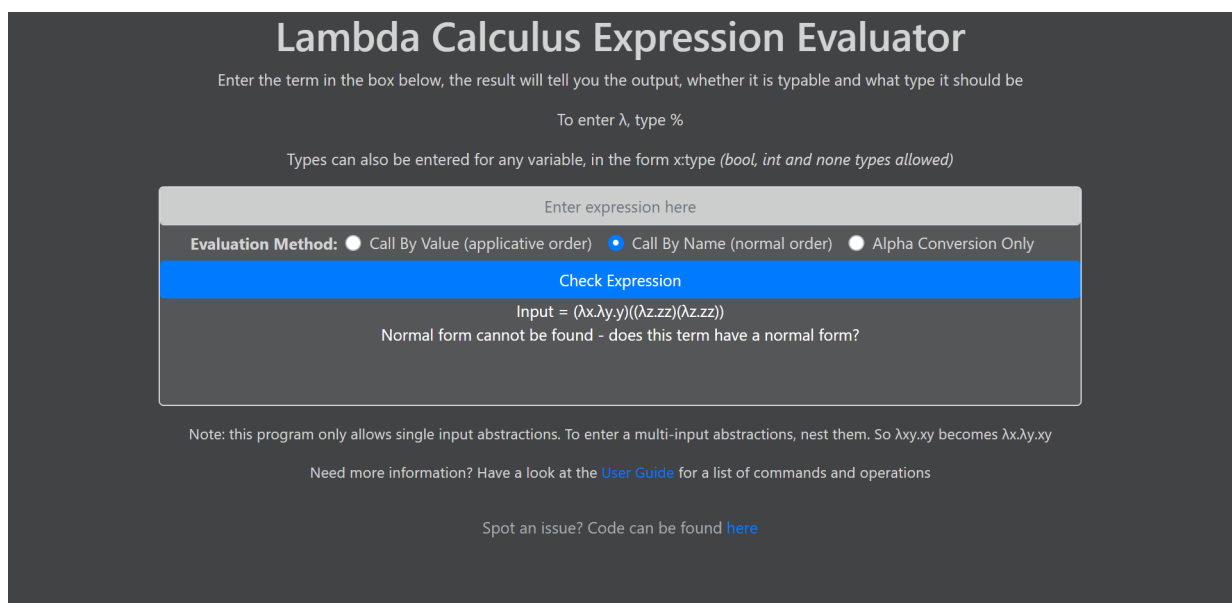 Lambda Calculus Expression Evaluator
Enter the term in the box below, the result will tell you the output, whether it is typable and what type it should be
To enter λ, type %
Types can also be entered for any variable, in the form x:type (bool, int and none types allowed)
Enter expression here
Evaluation Method: Call By Value (applicative order) Call By Name (normal order) Alpha Conversion Only
Check Expression
Input = (λx.λy.y)((λz.zz)(λz.zz))
Normal form cannot be found - does this term have a normal form?
Note: this program only allows single input abstractions. To enter a multi-input abstractions, nest them. So λxy.xy becomes λx.λy.xy
Need more information? Have a look at the User Guide for a list of commands and operations
Spot an issue? Code can be found here